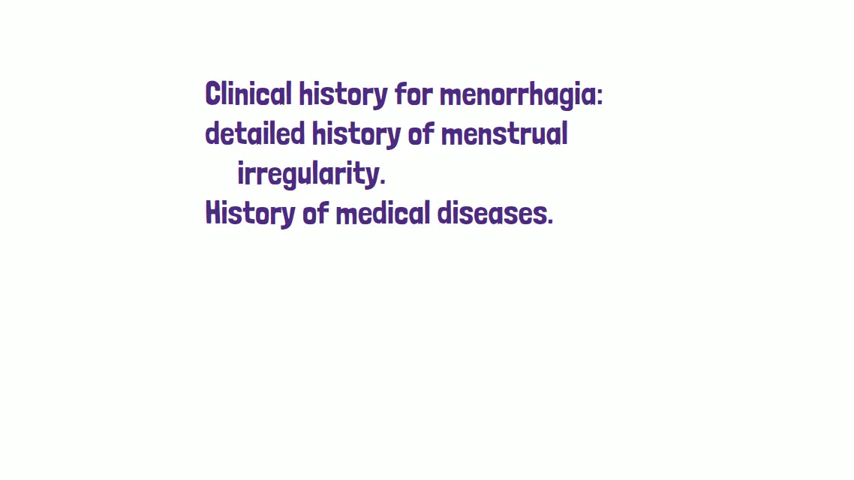 Clinical history for menorrhagia:
detailed history of menstrual
irregularity.
History of medical diseases.